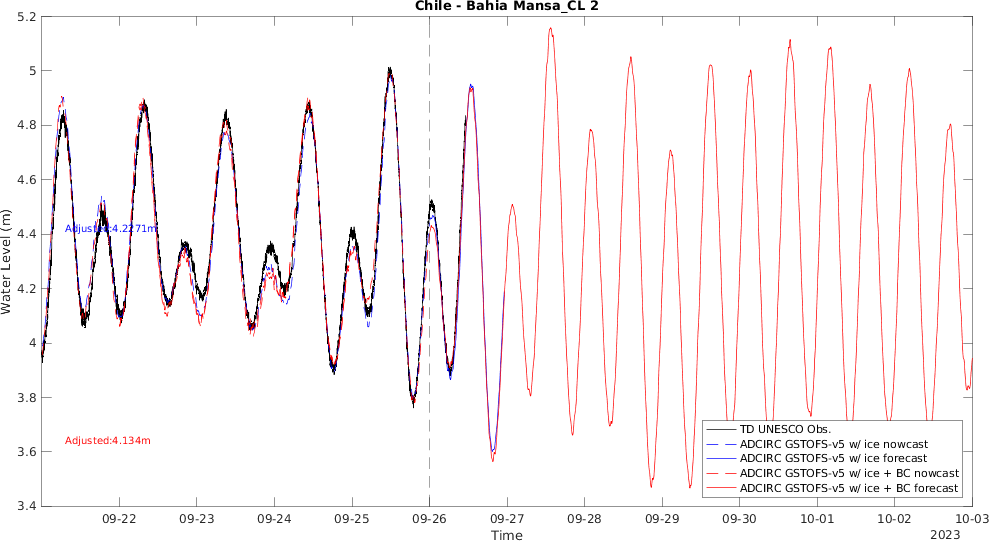 Chile - Bahia Mansa_CL 2
5.2
5
4.8
4.6
4.4
4.2
4
3.8
3.6
3.4
Water Level (m)
Adjusted:4.2271m
Adjusted:4.134m
TD UNESCO Obs.
ADCIRC GSTOFS-v5 w/ ice nowcast
ADCIRC GSTOFS-v5 w/ ice forecast
ADCIRC GSTOFS-v5 w/ ice + BC nowcast
ADCIRC GSTOFS-v5 w/ ice + BC forecast
09-22 09-23 09-24 09-25 09-26 09-27 09-28 09-29 09-30 10-01 10-02 10-03
Time
2023